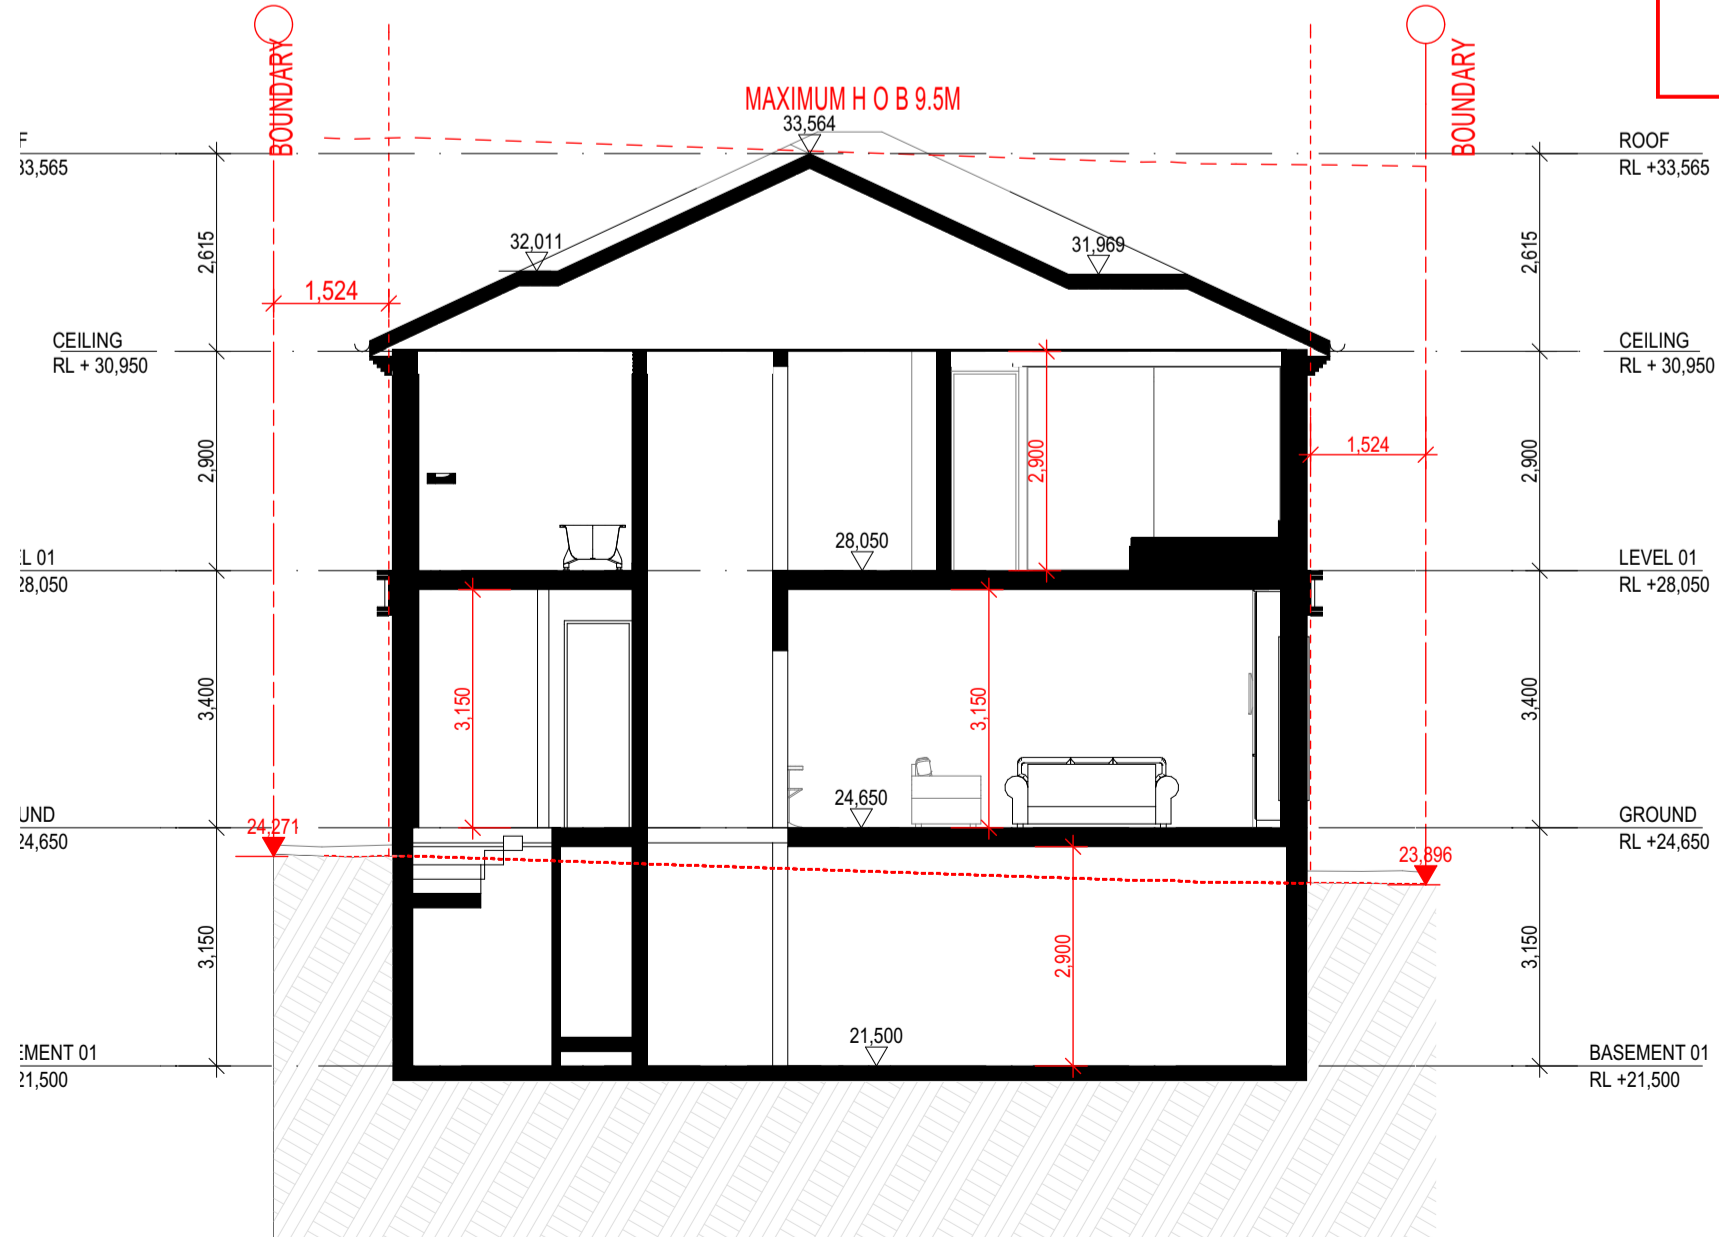 BOUNDARY
BOUNDARY
MAXIMUM H O B 9.5M
33,564
F
33,565
ROOF
RL +33,565
2,615
32,011
31,969
2,615
1,524
CEILING
RL + 30,950
CEILING
RL + 30,950
1,524
2,900
2,900
2,900
28,050
L 01
28,050
LEVEL 01
RL +28,050
3,400
3,150
3,150
3,400
24,650
UND
24,650
24,271
GROUND
RL +24,650
23,896
3,150
2,900
3,150
21,500
EMENT 01
21,500
BASEMENT 01
RL +21,500